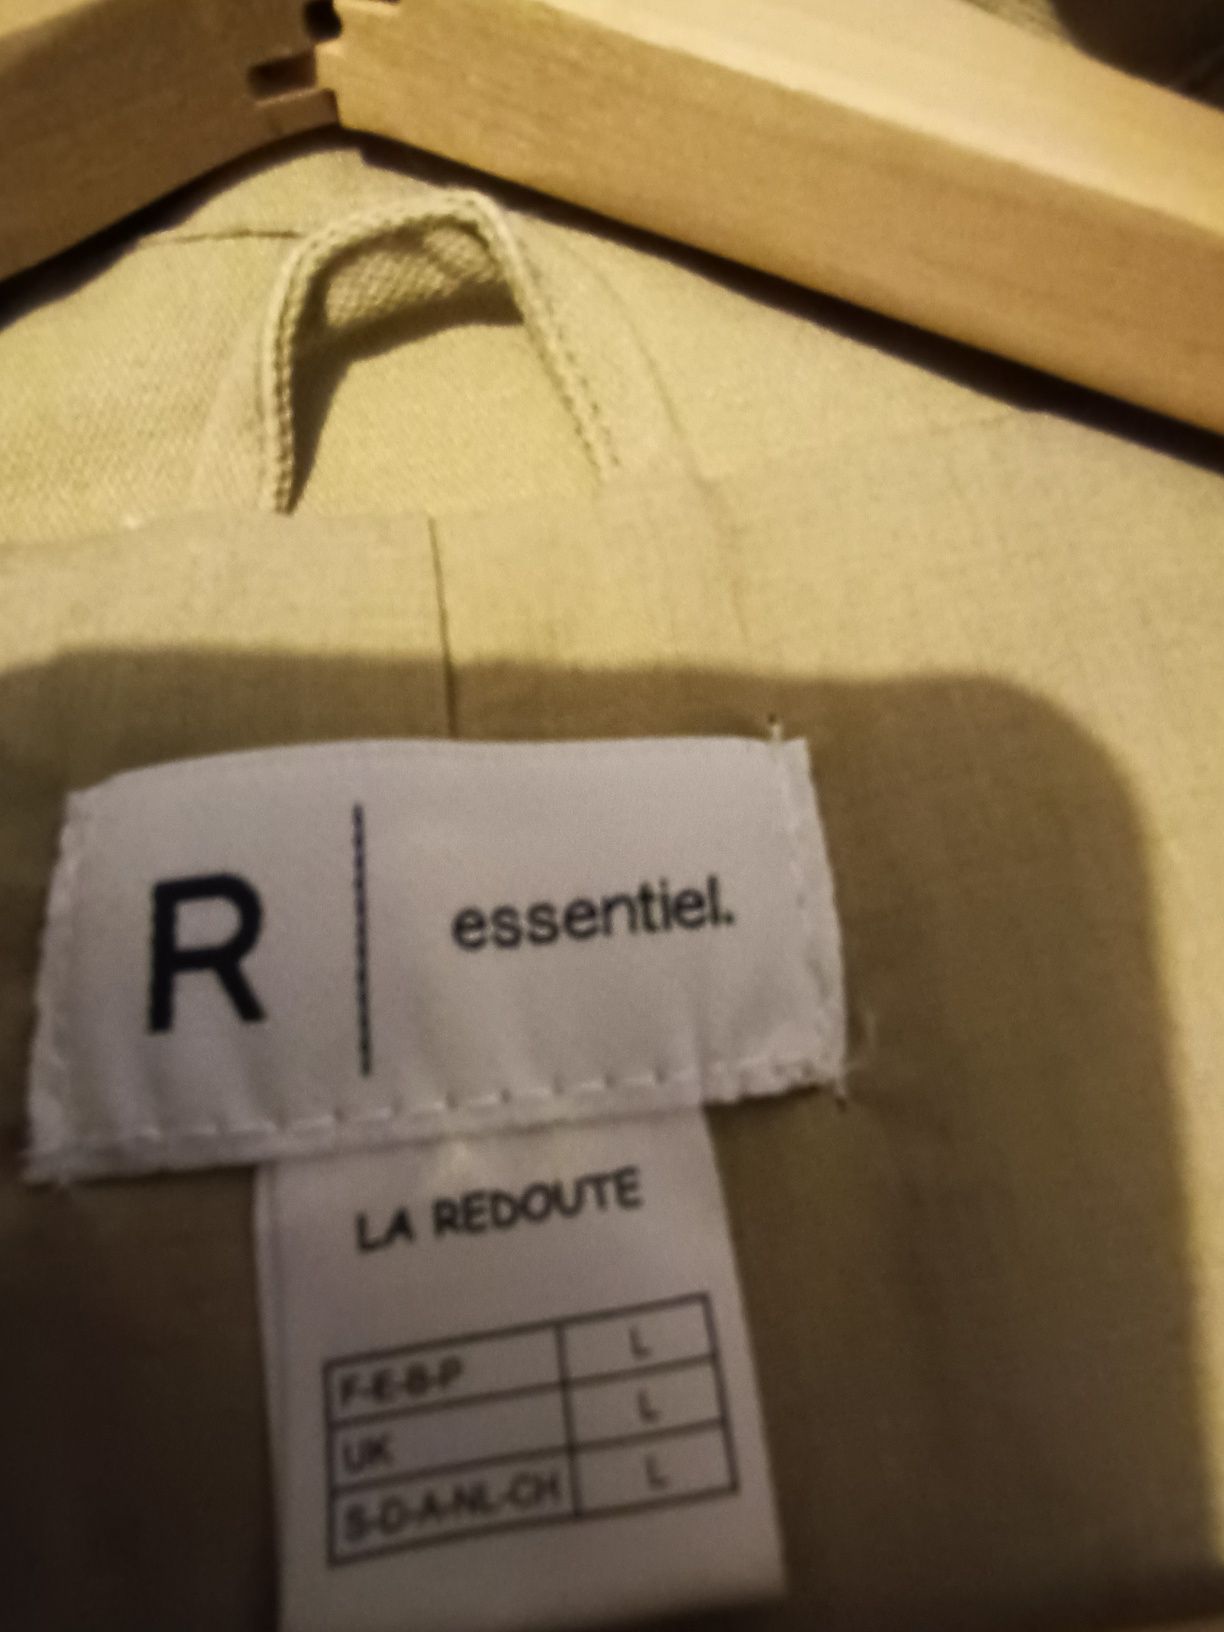 R essentiel.
LA REDOUTE
F-E-B-P L
UK L
S-D-A-NL-CH L